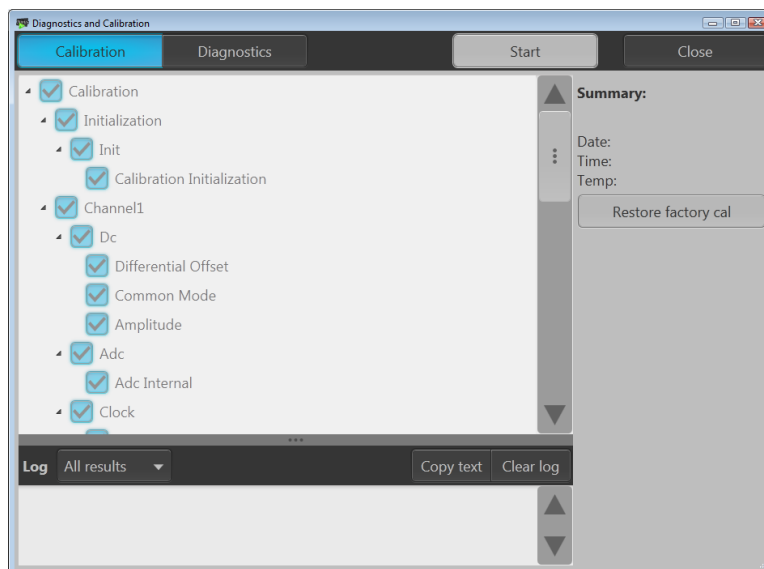 Diagnostics and Calibration
Calibration Diagnostics Start Close
Calibration
Initialization
Init
Calibration Initialization
Channel1
Dc
Differential Offset
Common Mode
Amplitude
Adc
Adc Internal
Clock
Summary:
Date:
Time:
Temp:
Restore factory cal
Log All results Copy text Clear log